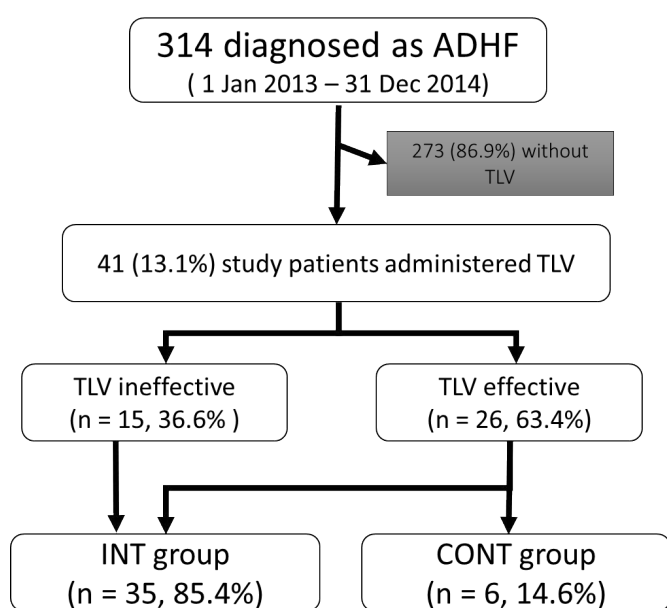 314 diagnosed as ADHF
( 1 Jan 2013 – 31 Dec 2014)
273 (86.9%) without
TLV
41 (13.1%) study patients administered TLV
TLV ineffective
(n = 15, 36.6% )
TLV effective
(n = 26, 63.4%)
INT group
(n = 35, 85.4%)
CONT group
(n = 6, 14.6%)